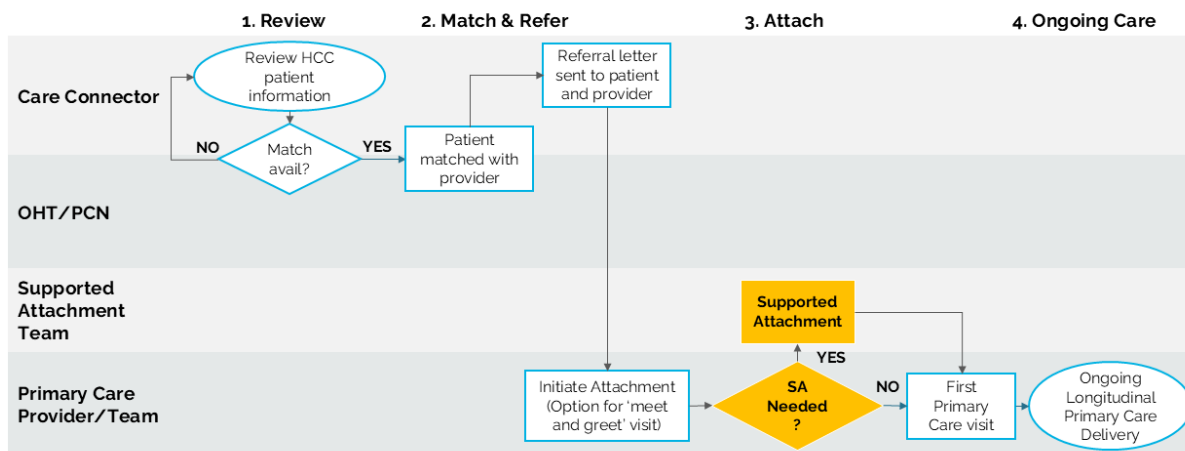 1. Review
2. Match & Refer
3. Attach
4. Ongoing Care
Care Connector
Review HCC
patient
information
NO
Match
avail?
YES
Patient
matched with
provider
Referral letter
sent to patient
and provider
OHT/PCN
Supported
Attachment
Team
Supported
Attachment
YES
Primary Care
Provider/Team
Initiate Attachment
(Option for 'meet
and greet' visit)
SA
Needed
?
NO
First
Primary
Care visit
Ongoing
Longitudinal
Primary Care
Delivery